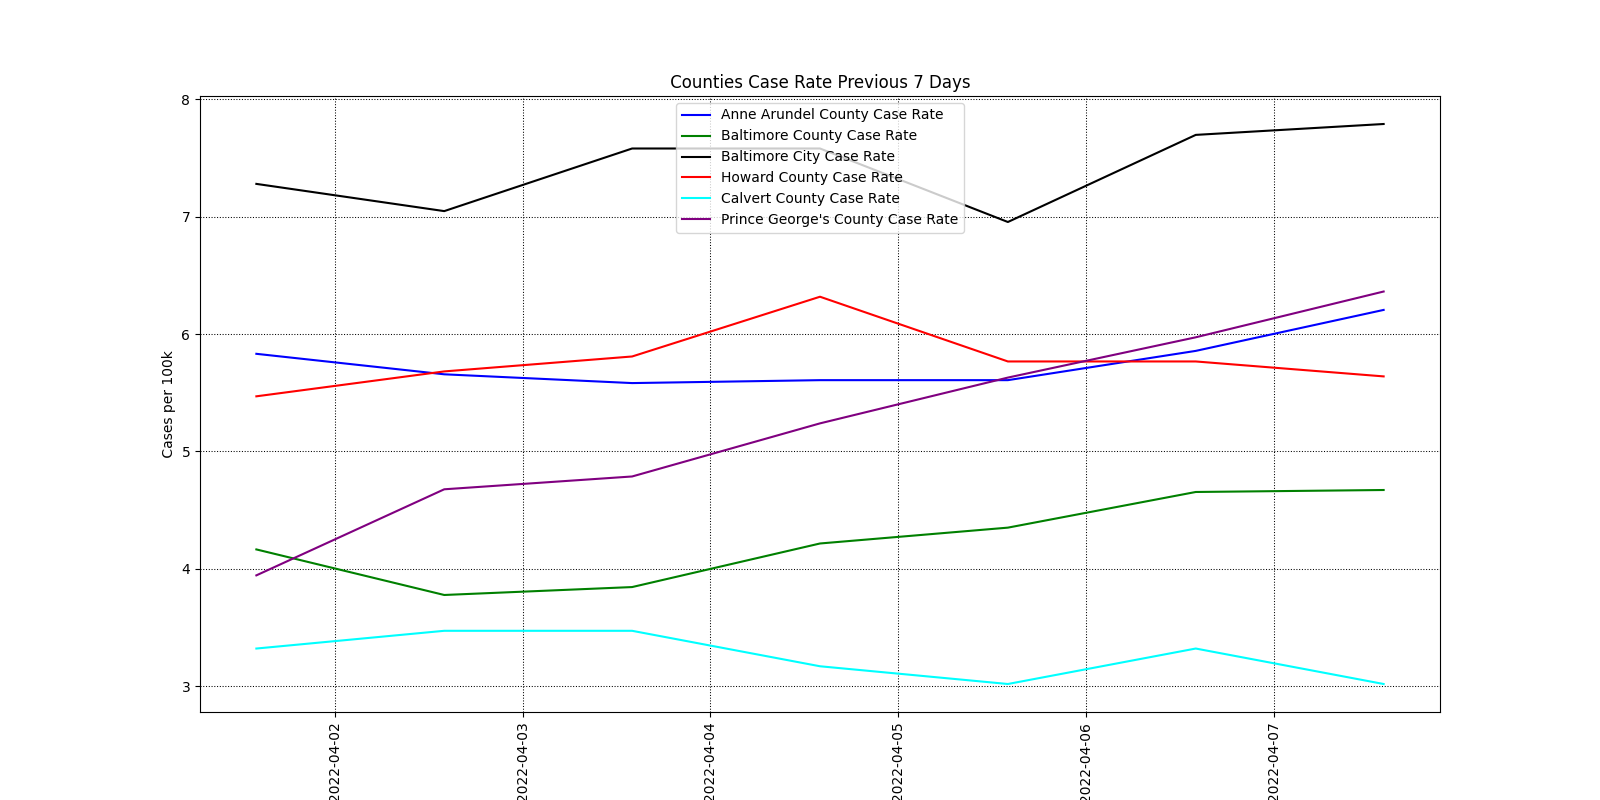 Counties Case Rate Previous 7 Days
Anne Arundel County Case Rate
Baltimore County Case Rate
Baltimore City Case Rate
Howard County Case Rate
Calvert County Case Rate
Prince George's County Case Rate
Cases per 100k
8
7
6
5
4
3
2022-04-02
2022-04-03
2022-04-04
2022-04-05
2022-04-06
2022-04-07